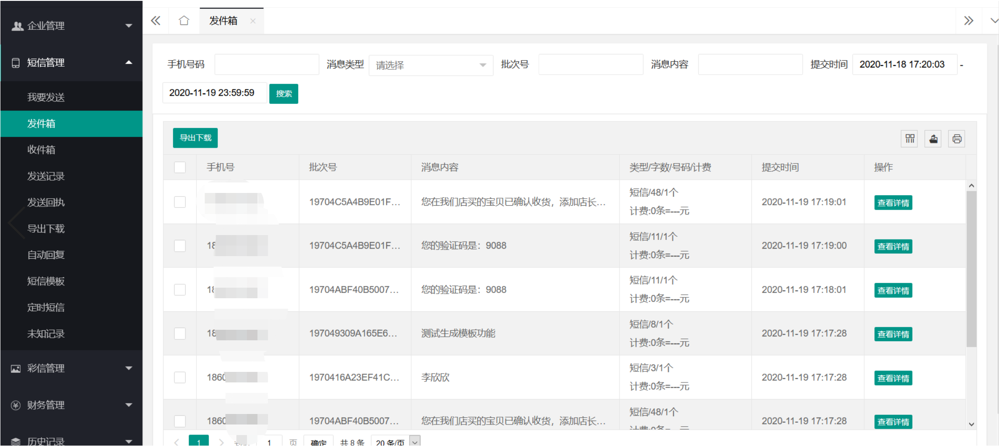 企业管理
短信管理
我要发送
发件箱
收件箱
发送记录
发送回执
导出下载
自动回复
短信模板
定时短信
未知记录
彩信管理
财务管理
历史记录
发件箱
手机号码 消息类型 请选择 批次号 消息内容 提交时间 2020-11-18 17:20:03 -
2020-11-19 23:59:59 搜索
导出下载
手机号 批次号 消息内容 类型/字数/号码/计费 提交时间 操作
19704C5A4B9E01F... 您在我们店买的宝贝已确认收货，添加店长... 短信/48/1个 2020-11-19 17:19:01 查看详情
计费:0条=---元
18 19704C5A4B9E01F... 您的验证码是：9088 短信/11/1个 2020-11-19 17:19:00 查看详情
计费:0条=---元
18 19704ABF40B5007... 您的验证码是：9088 短信/11/1个 2020-11-19 17:18:01 查看详情
计费:0条=---元
18 197049309A165E6... 测试生成模板功能 短信/8/1个 2020-11-19 17:17:28 查看详情
计费:0条=---元
1860 1970416A23EF41C... 李欣欣 短信/3/1个 2020-11-19 17:17:28 查看详情
计费:0条=---元
1860 19704ABF40B5007... 您在我们店买的宝贝已确认收货，添加店长... 短信/48/1个 2020-11-19 17:17:28 查看详情
1 1 页 确定 共 8 条 20 条/页